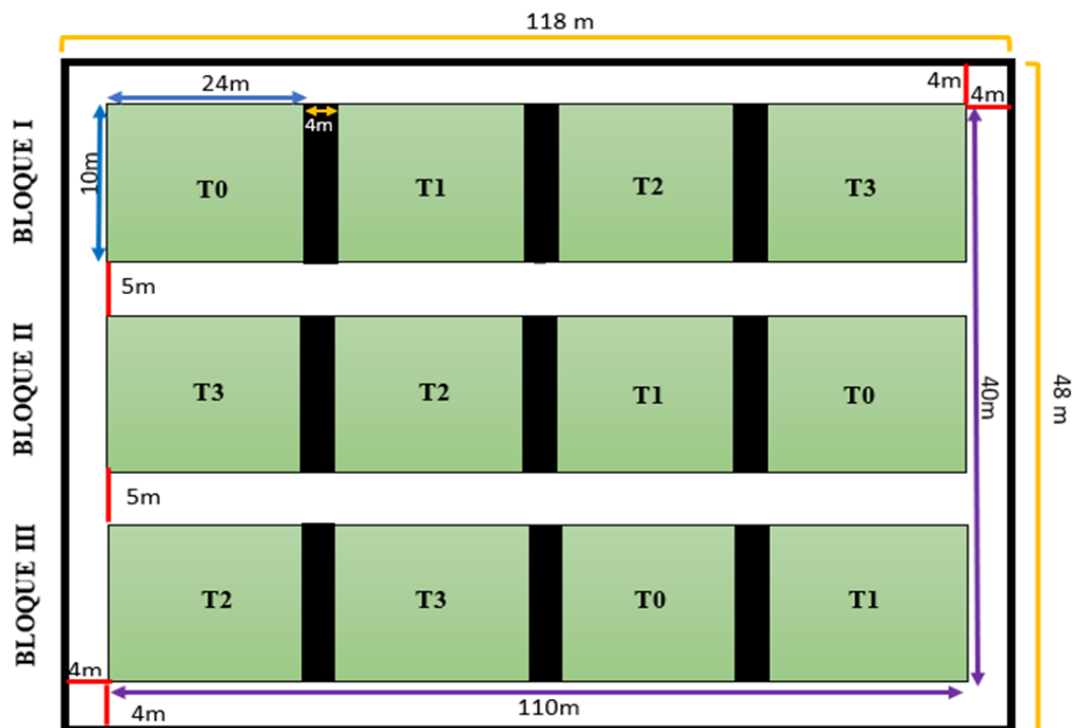 118 m
24m
4m
4m
4m
BLOQUE I
10m
T0
T1
T2
T3
5m
BLOQUE II
T3
T2
T1
T0
40m
48 m
5m
BLOQUE III
T2
T3
T0
T1
4m
110m
4m